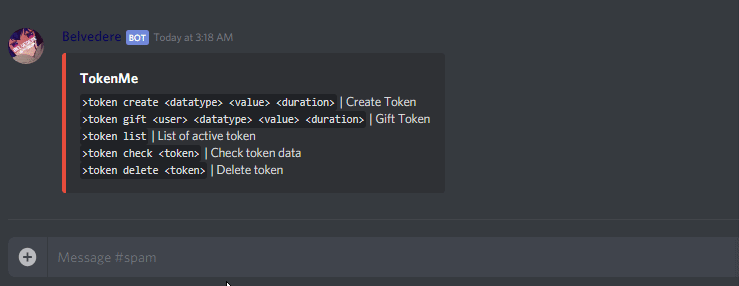 Belvedere BOT Today at 3:18 AM
TokenMe
>token create <datatype> <value> <duration> | Create Token
>token gift <user> <datatype> <value> <duration> | Gift Token
>token list | List of active token
>token check <token> | Check token data
>token delete <token> | Delete token
Message #spam